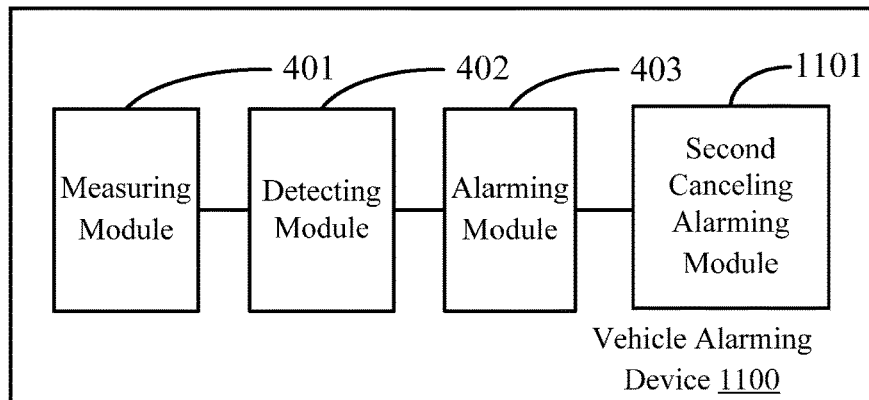 401
402
403
1101
Measuring
Module
Detecting
Module
Alarming
Module
Second
Canceling
Alarming
Module
Vehicle Alarming
Device 1100